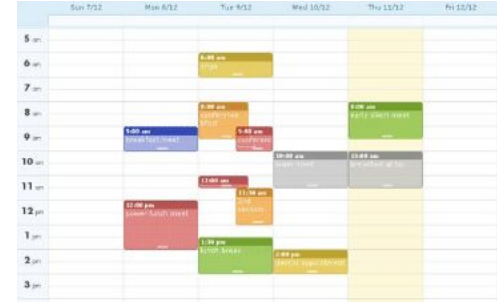 Sun 7/12 Mon 8/12 Tue 9/12 Wed 10/12 Thu 11/12 Fri 12/12
5 am
6 am
6:00 am
7 am
8 am
8:00 am
8:00 am
early client meet
9 am
9:00 am
breakfast meet
9:00 am
10 am
10:00 am
10:00 am
11 am
11:00 am
11:30 am
12 pm
12:00 pm
power lunch meet
1 pm
1:30 pm
lunch break
2 pm
2:00 pm
dentist appointment
3 pm